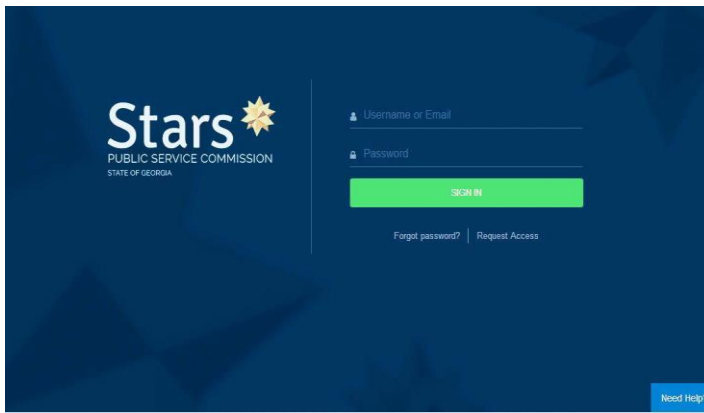 Stars
PUBLIC SERVICE COMMISSION
STATE OF GEORGIA
Username or Email
Password
SIGN IN
Forgot password? | Request Access
Need Help?